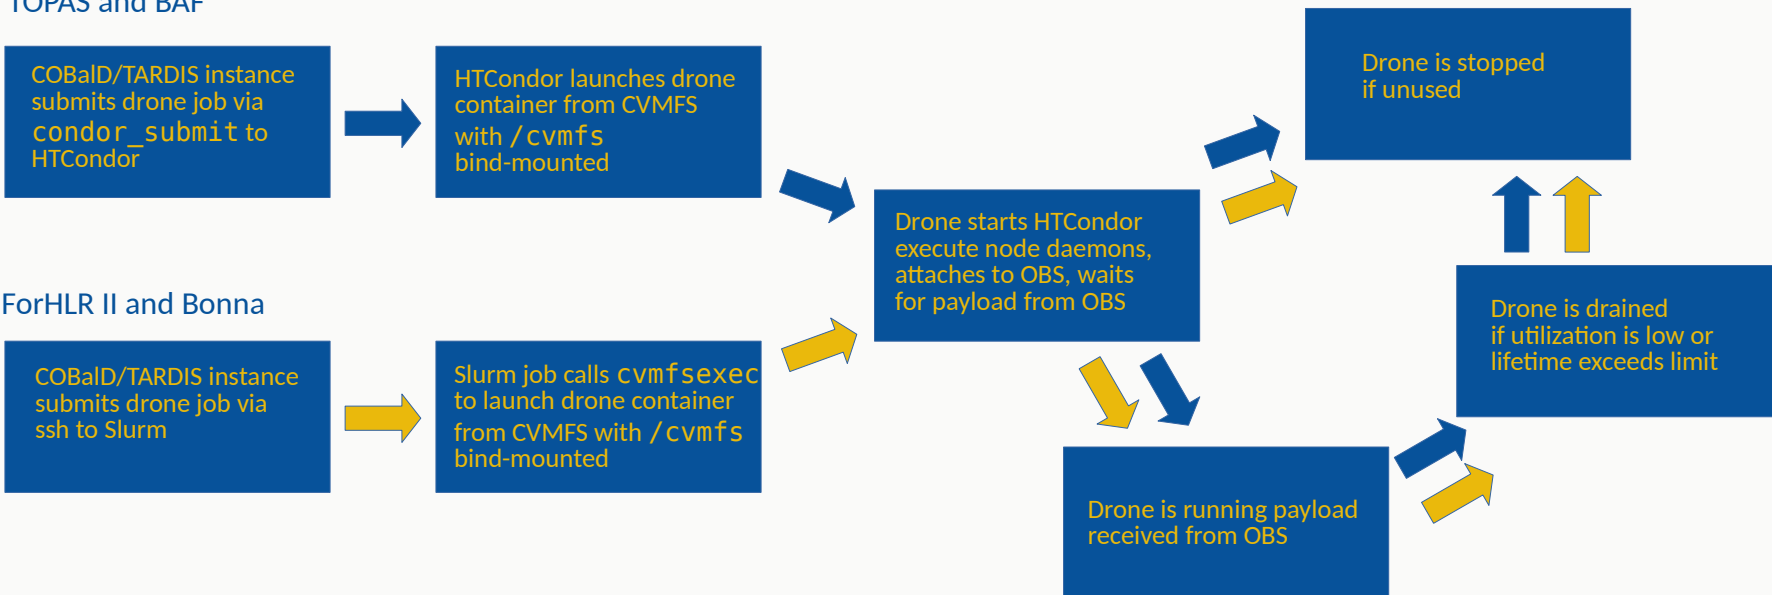 TOPAS and BAF
COBalD/TARDIS instance
submits drone job via
condor_submit to
HTCondor
HTCondor launches drone
container from CVMFS
with /cvmfs
bind-mounted
ForHLR II and Bonna
COBalD/TARDIS instance
submits drone job via
ssh to Slurm
Slurm job calls cvmfsexec
to launch drone container
from CVMFS with /cvmfs
bind-mounted
Drone starts HTCondor
execute node daemons,
attaches to OBS, waits
for payload from OBS
Drone is stopped
if unused
Drone is running payload
received from OBS
Drone is drained
if utilization is low or
lifetime exceeds limit